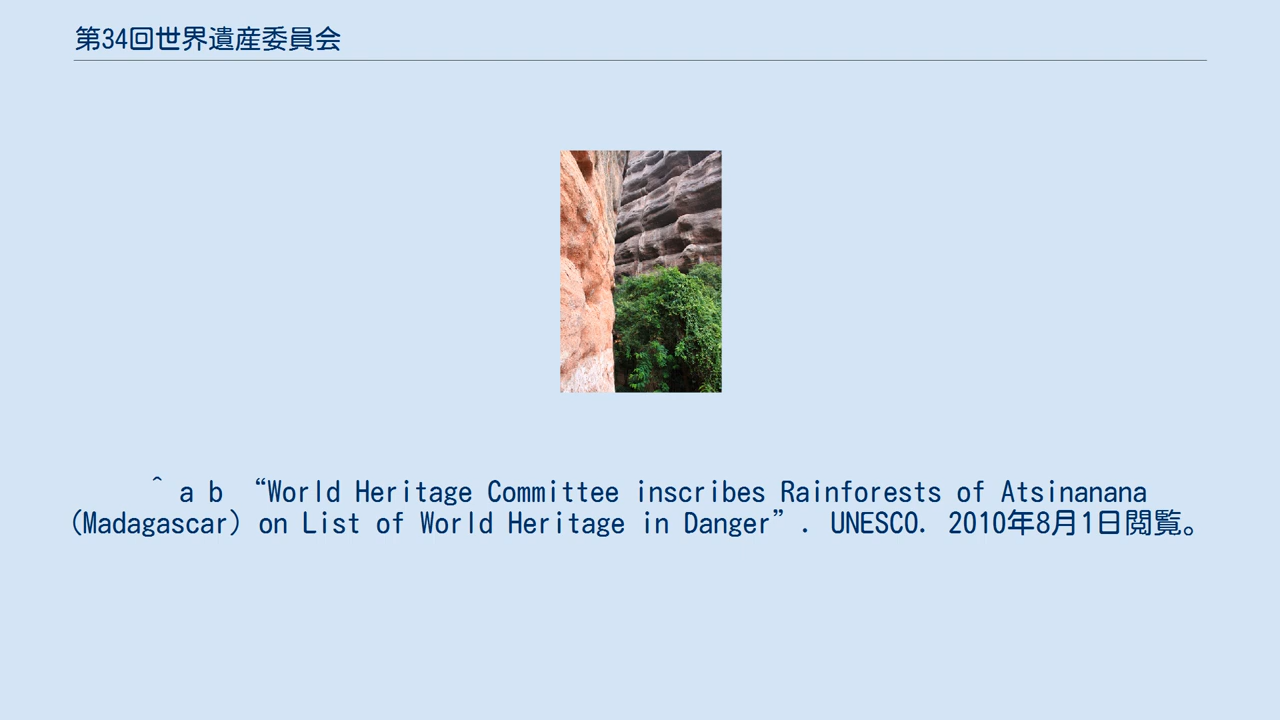 第34回世界遺産委員会
^ a b “World Heritage Committee inscribes Rainforests of Atsinanana
(Madagascar) on List of World Heritage in Danger”. UNESCO. 2010年8月1日閲覧。